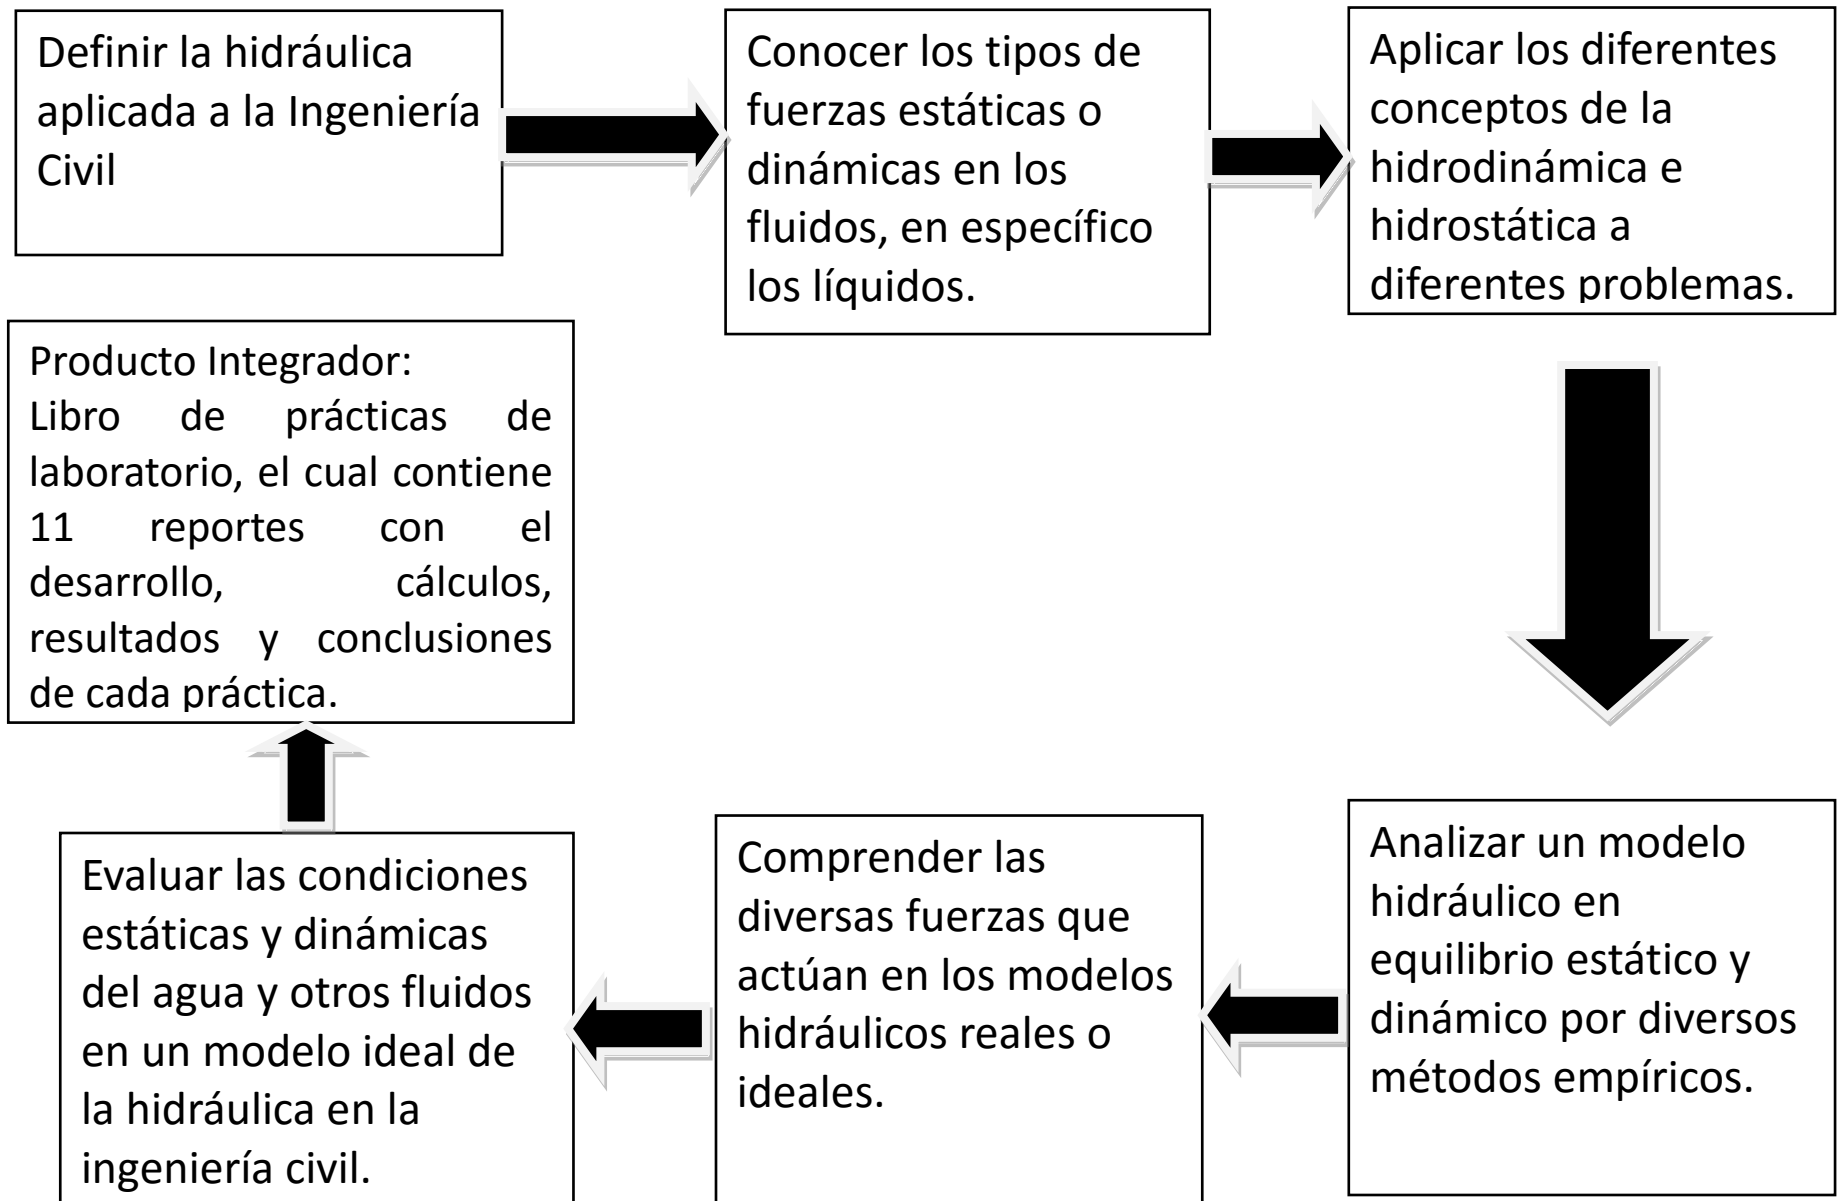 Definir la hidráulica
aplicada a la Ingeniería
Civil
Conocer los tipos de
fuerzas estáticas o
dinámicas en los
fluidos, en específico
los líquidos.
Aplicar los diferentes
conceptos de la
hidrodinámica e
hidrostática a
diferentes problemas.
Analizar un modelo
hidráulico en
equilibrio estático y
dinámico por diversos
métodos empíricos.
Comprender las
diversas fuerzas que
actúan en los modelos
hidráulicos reales o
ideales.
Evaluar las condiciones
estáticas y dinámicas
del agua y otros fluidos
en un modelo ideal de
la hidráulica en la
ingeniería civil.
Producto Integrador:
Libro de prácticas de
laboratorio, el cual contiene
11 reportes con el
desarrollo, cálculos,
resultados y conclusiones
de cada práctica.